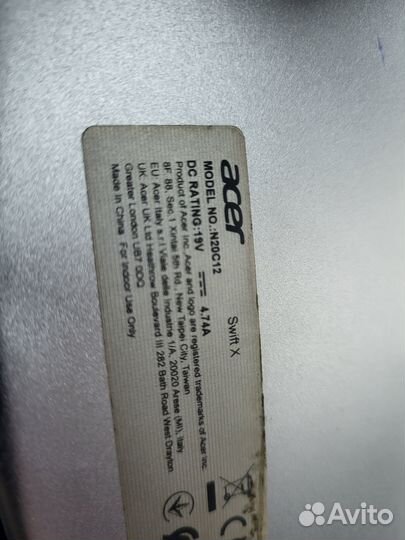 acer
Swift X
MODEL NO.:N20C12
DC RATING:19V 4.74A
Product of Acer Inc.,Acer and logo are registered trademarks of Acer Inc.
8F. 88, Sec.1 Xintai 5th Rd., New Taipei City, Taiwan
EU: Acer Italy s.r.l Viale delle Industrie 1/A, 20020 Arese (MI), Italy
UK: Acer UK Ltd Heathrow Boulevard III 282 Bath Road West Drayton
Greater London UB7 0DQ
Made In China For Indoor Use Only
CE
Avito